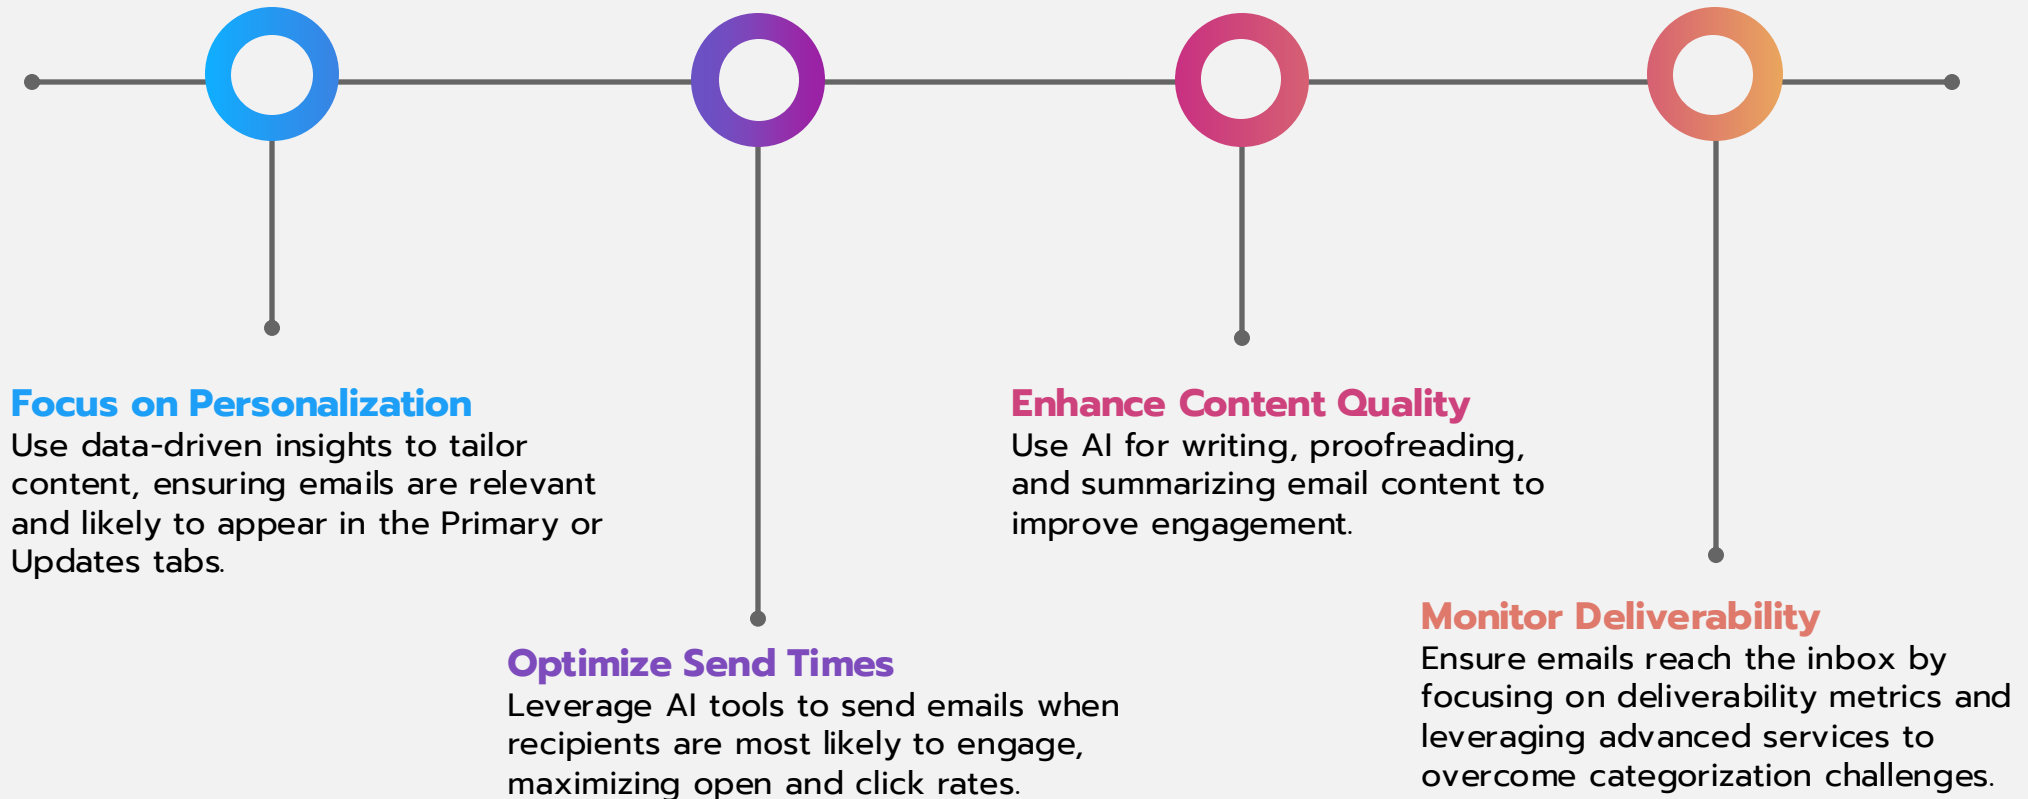 Focus on Personalization
Use data-driven insights to tailor
content, ensuring emails are relevant
and likely to appear in the Primary or
Updates tabs.
Optimize Send Times
Leverage AI tools to send emails when
recipients are most likely to engage,
maximizing open and click rates.
Enhance Content Quality
Use AI for writing, proofreading,
and summarizing email content to
improve engagement.
Monitor Deliverability
Ensure emails reach the inbox by
focusing on deliverability metrics and
leveraging advanced services to
overcome categorization challenges.